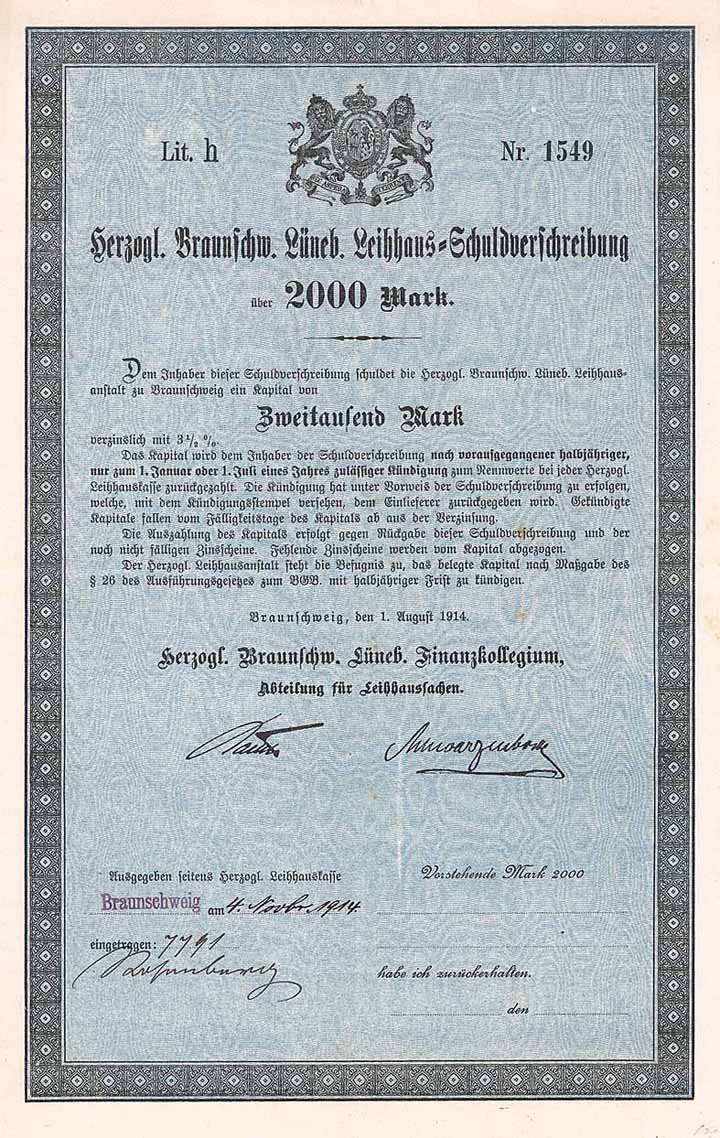 Lit. h
Nr. 1549
Herzogl. Braunschw. Lüneb. Leihhaus-Schuldverschreibung
über 2000 Mark.
Dem Inhaber dieser Schuldverschreibung schuldet die Herzogl. Braunschw. Lüneb. Leihhaus-
anstalt zu Braunschweig ein Kapital von
Zweitausend Mark
verzinslich mit 3½ %.
Das Kapital wird dem Inhaber der Schuldverschreibung nach vorausgegangener halbjähriger,
nur zum 1. Januar oder 1. Juli eines Jahres zulässiger Kündigung zum Nennwerte bei jeder Herzogl.
Leihhauskasse zurückgezahlt. Die Kündigung hat unter Vorweis der Schuldverschreibung zu erfolgen,
welche, mit dem Kündigungsstempel versehen, dem Einlieferer zurückgegeben wird. Gekündigte
Kapitale fallen vom Fälligkeitstage des Kapitals ab aus der Verzinsung.
Die Auszahlung des Kapitals erfolgt gegen Rückgabe dieser Schuldverschreibung und der
noch nicht fälligen Zinsscheine. Fehlende Zinsscheine werden vom Kapital abgezogen.
Der Herzogl. Leihhausanstalt steht die Befugnis zu, das belegte Kapital nach Maßgabe des
§ 26 des Ausführungsgesetzes zum BGB. mit halbjähriger Frist zu kündigen.
Braunschweig, den 1. August 1914.
Herzogl. Braunschw. Lüneb. Finanzkollegium,
Abteilung für Leihhaussachen.
Ausgegeben seitens Herzogl. Leihhauskasse
Braunschweig am 4. Novbr. 1914.
eingetragen: 7791
Rosenberg
Vorstehende Mark 2000
habe ich zurückerhalten.
den